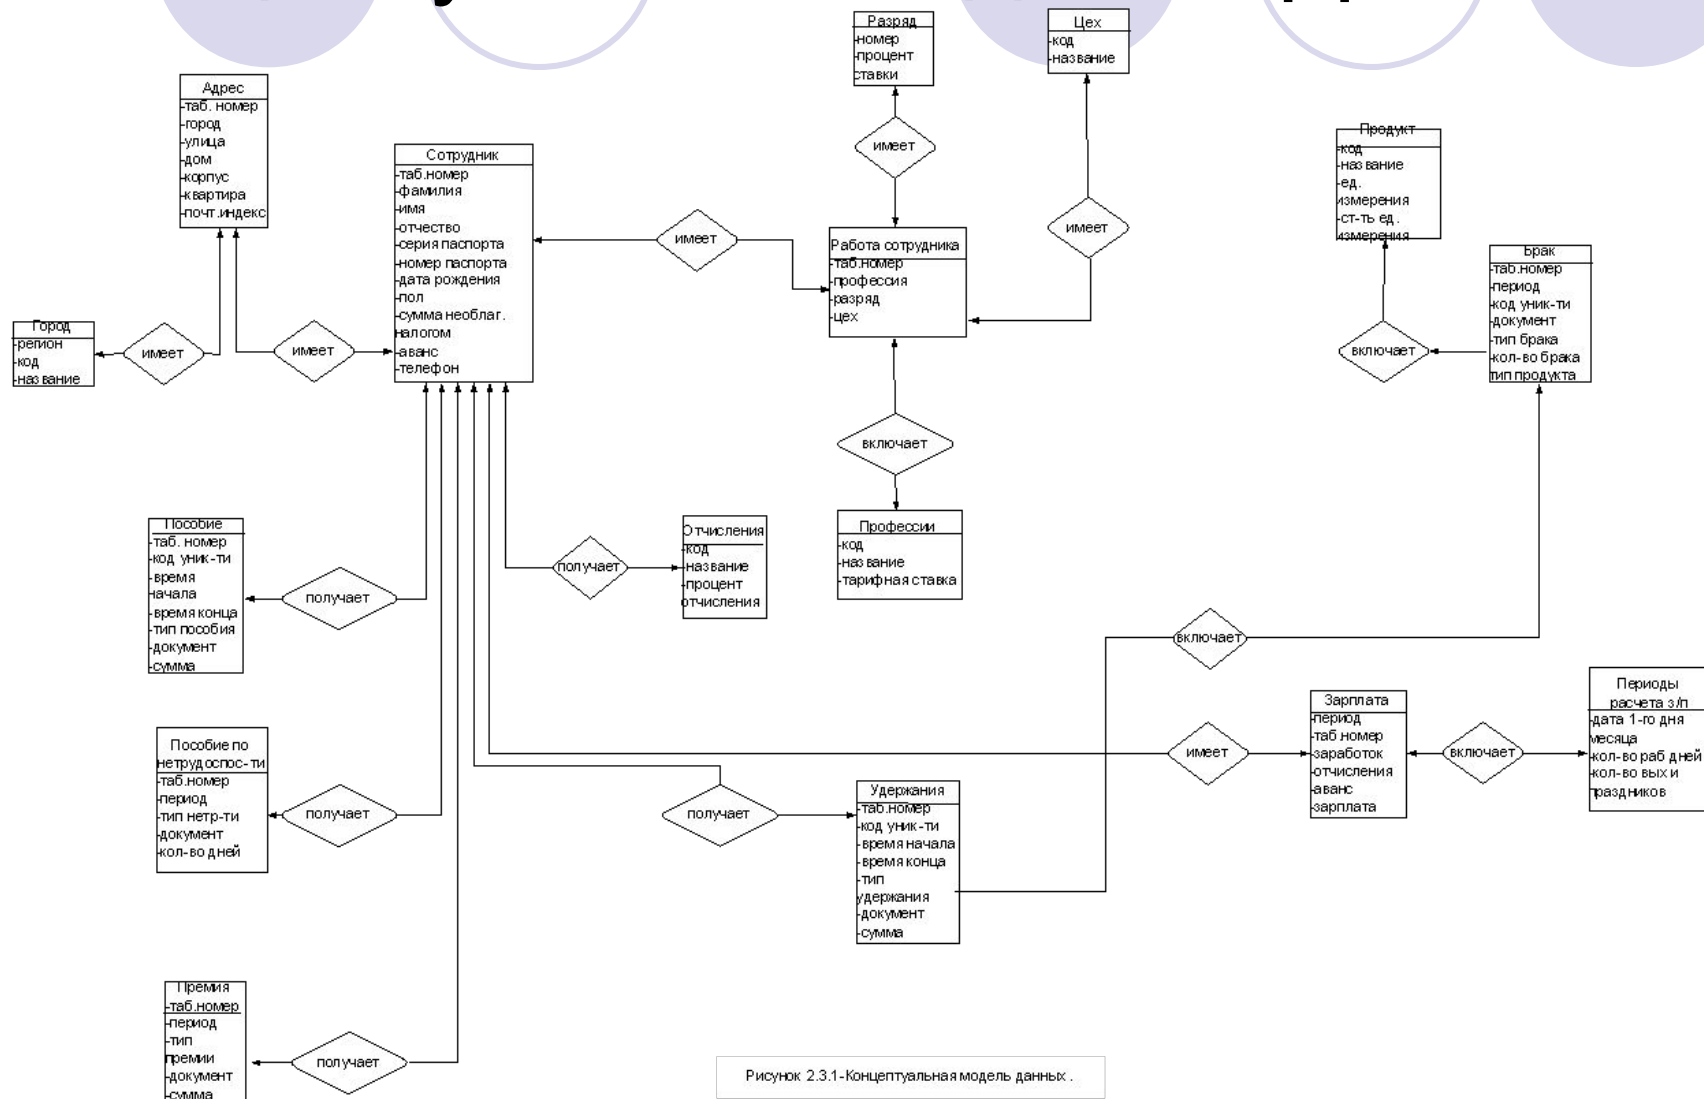 Разряд
-номер
-процент
ставки
Цех
-код
-название
Адрес
-таб. номер
-город
-улица
-дом
-корпус
-квартира
-почт.индекс
Сотрудник
-таб.номер
-фамилия
-имя
-отчество
-серия паспорта
-номер паспорта
-дата рождения
-пол
-сумма необлаг.
налогом
-аванс
-телефон
имеет
имеет
имеет
Работа сотрудника
-таб.номер
-профессия
-разряд
-цех
Продукт
-код
-название
-ед.
измерения
-ст-ть ед.
измерения
Брак
-таб.номер
-период
-код уник-ти
-документ
-тип брака
-кол-во брака
тип продукта
включает
Город
-регион
-код
-название
имеет
имеет
включает
Профессии
-код
-название
-тарифная ставка
Отчисления
-код
-название
-процент
отчисления
получает
Пособие
-таб. номер
-код уник-ти
-время
начала
-время конца
-тип пособия
-документ
-сумма
получает
включает
Зарплата
-период
-таб.номер
-заработок
-отчисления
-аванс
-зарплата
имеет
включает
Периоды
расчета з/п
-дата 1-го дня
месяца
-кол-во раб дней
-кол-во вых и
праздников
Пособие по
нетрудоспос-ти
-таб.номер
-период
-тип нетр-ти
-документ
-кол-во дней
получает
получает
Удержания
-таб.номер
-код уник-ти
-время начала
-время конца
-тип
удержания
-документ
-сумма
Премия
-таб.номер
-период
-тип
премии
-документ
-сумма
получает
Рисунок 2.3.1-Концептуальная модель данных .